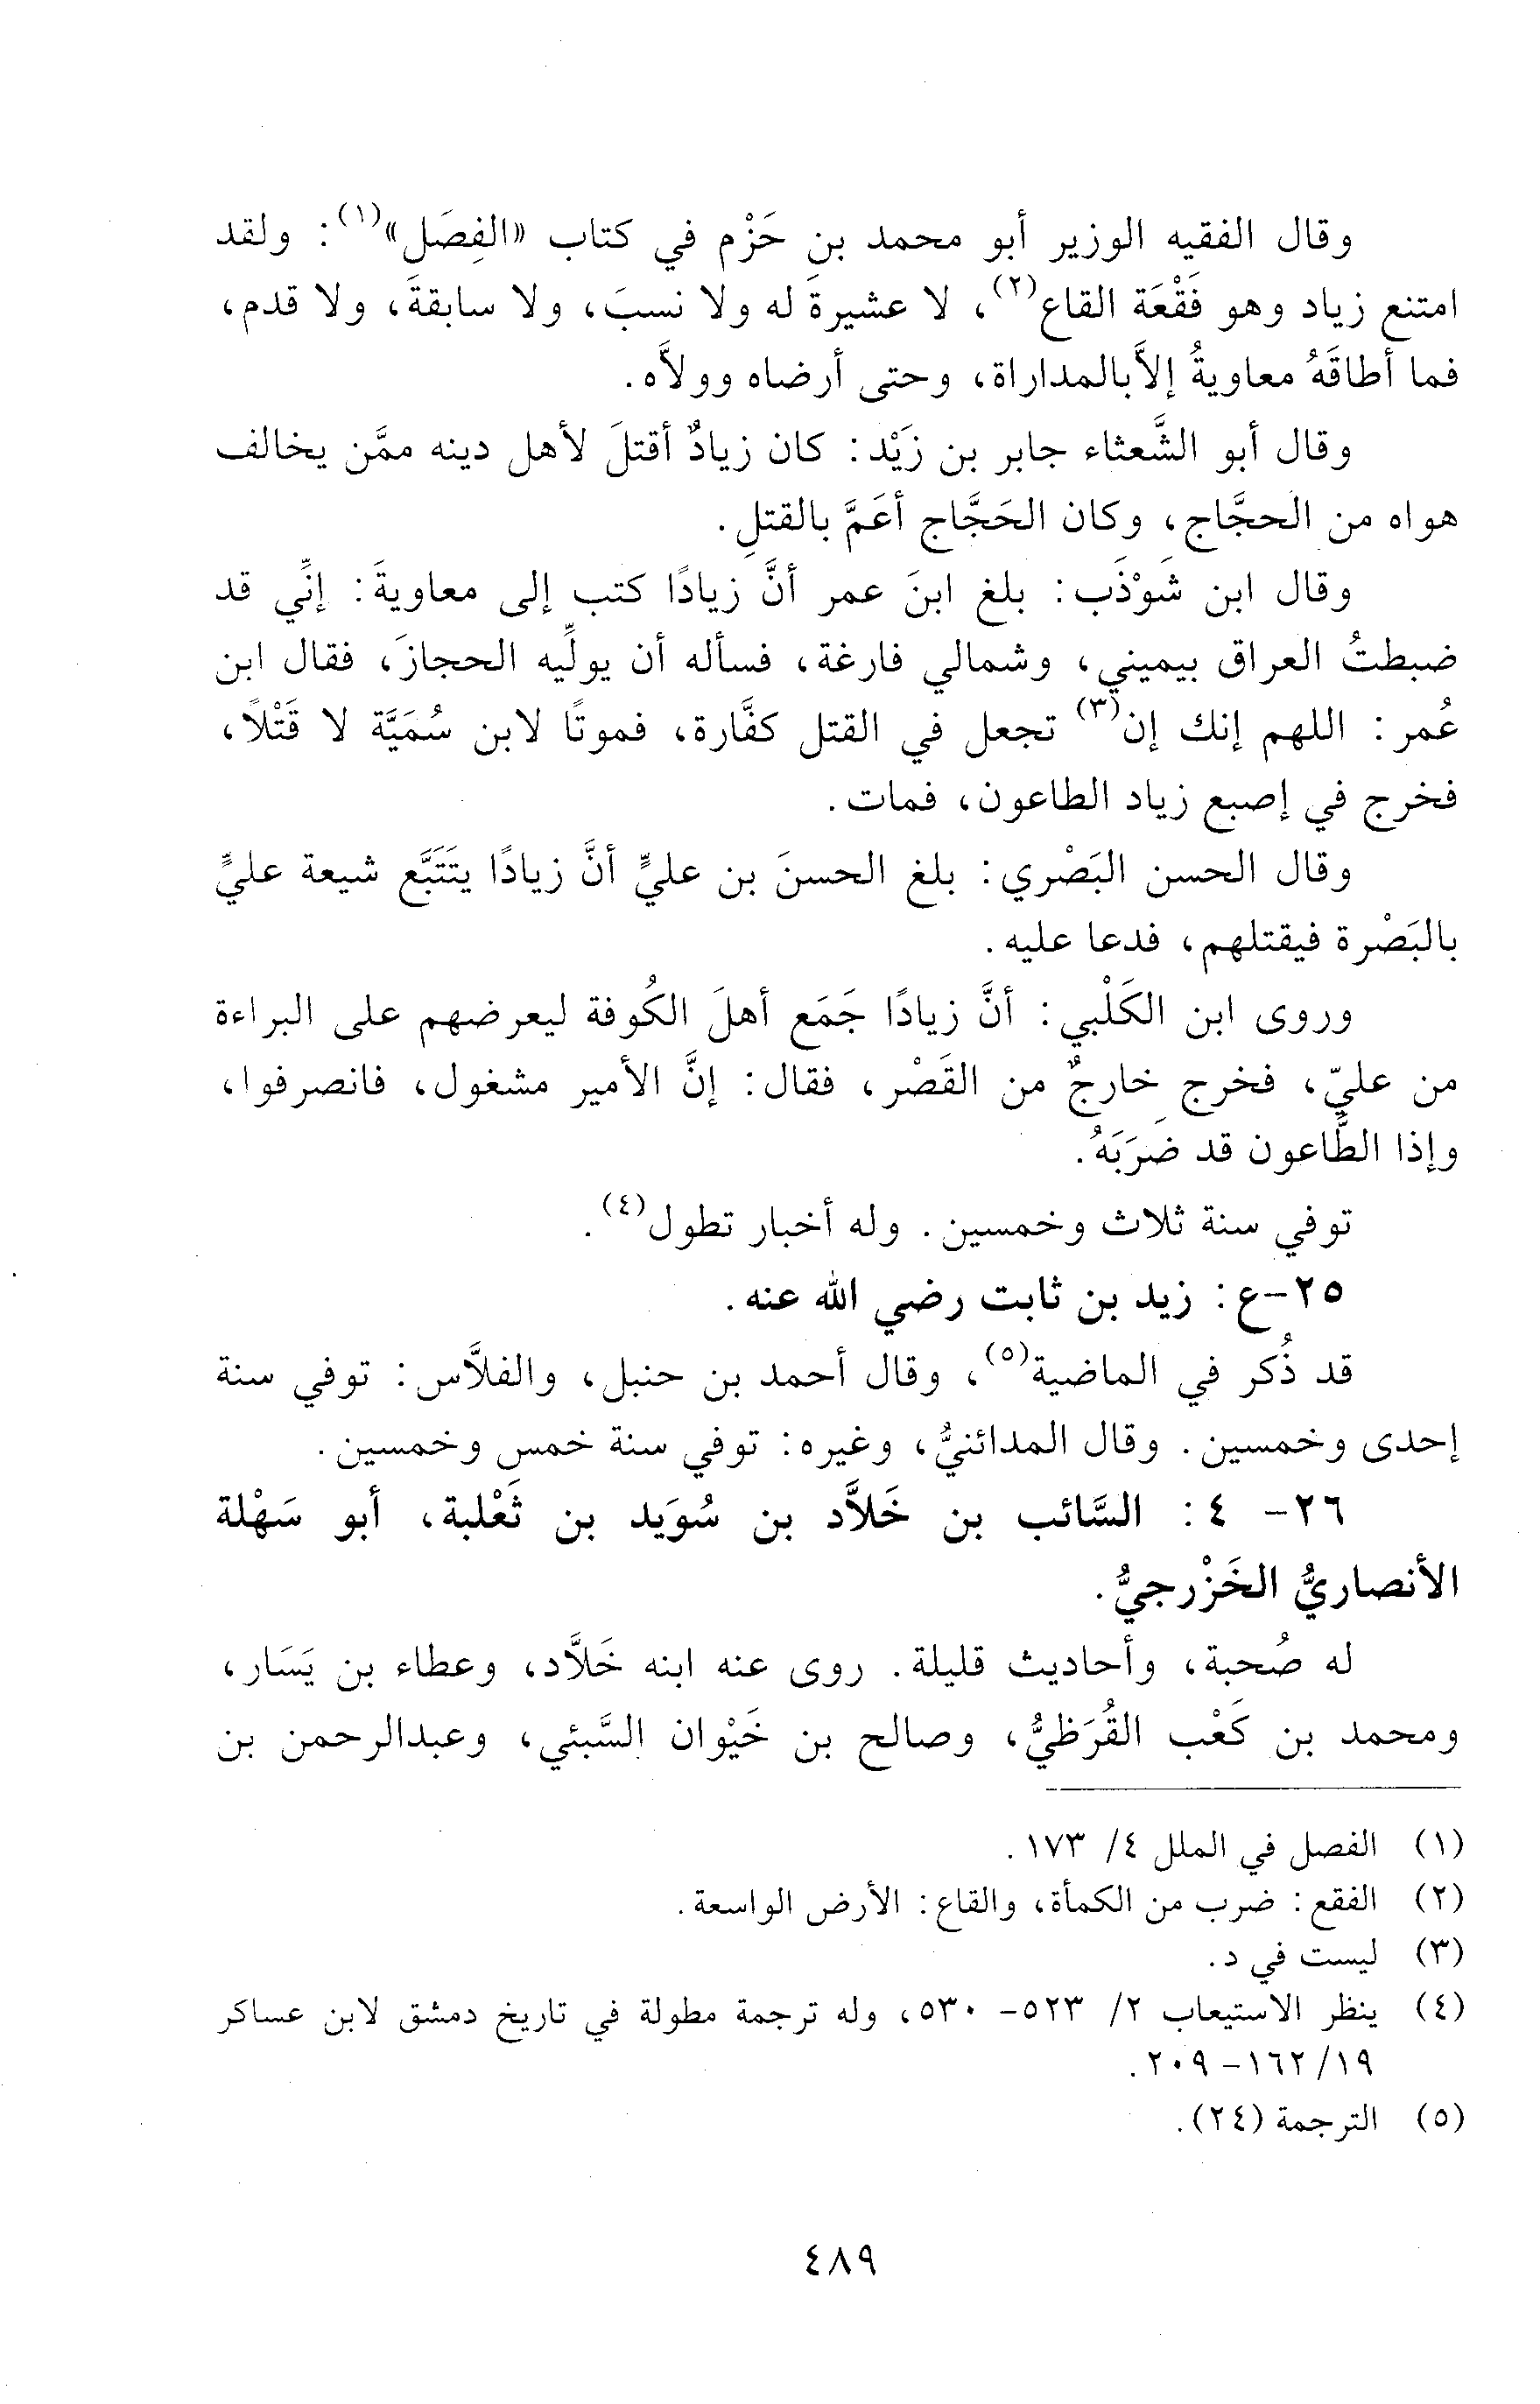 وقال الفقيه الوزير أبو محمد بن حَزْم في كتاب «الفِصَل»(١): ولقد
امتنع زياد وهو فَقْعَة القاع(٢)، لا عشيرةَ له ولا نسبَ، ولا سابقةَ، ولا قدم،
فما أطاقَهُ معاويةُ إلاَّبالمداراة، وحتى أرضاه وولاَّه.
وقال أبو الشَّعثاء جابر بن زَيْد: كان زيادٌ أقتلَ لأهل دينه ممَّن يخالف
هواه من الحجَّاج، وكان الحَجَّاج أعَمَّ بالقتلِ.
وقال ابن شَوْذَب: بلغ ابنَ عمر أنَّ زيادًا كتب إلى معاويةَ: إنِّي قد
ضبطتُ العراق بيميني، وشمالي فارغة، فسأله أن يولِّيه الحجازَ، فقال ابن
عُمر: اللهم إنك إن(٣) تجعل في القتل كفَّارة، فموتًا لابن سُمَيَّة لا قَتْلاً،
فخرج في إصبع زياد الطاعون، فمات.
وقال الحسن البَصْري: بلغ الحسنَ بن عليٍّ أنَّ زيادًا يتَتَبَّع شيعة عليٍّ
بالبَصْرة فيقتلهم، فدعا عليه.
وروى ابن الكَلْبي: أنَّ زيادًا جَمَع أهلَ الكُوفة ليعرضهم على البراءة
من عليّ، فخرج خارجٌ من القَصْر، فقال: إنَّ الأمير مشغول، فانصرفوا،
وإذا الطَّاعون قد ضَرَبَهُ.
توفي سنة ثلاث وخمسين. وله أخبار تطول(٤).
٢٥-ع: زيد بن ثابت رضي الله عنه.
قد ذُكر في الماضية(٥)، وقال أحمد بن حنبل، والفلاَّس: توفي سنة
إحدى وخمسين. وقال المدائنيُّ، وغيره: توفي سنة خمس وخمسين.
٢٦- ٤: السَّائب بن خَلاَّد بن سُوَيد بن ثَعْلبة، أبو سَهْلة
الأنصاريُّ الخَزْرجيُّ.
له صُحبة، وأحاديث قليلة. روى عنه ابنه خَلاَّد، وعطاء بن يَسَار،
ومحمد بن كَعْب القُرَظيُّ، وصالح بن خَيْوان السَّبئي، وعبدالرحمن بن
(١) الفصل في الملل ٤/ ١٧٣.
(٢) الفقع: ضرب من الكمأة، والقاع: الأرض الواسعة.
(٣) ليست في د.
(٤) ينظر الاستيعاب ٢/ ٥٢٣- ٥٣٠، وله ترجمة مطولة في تاريخ دمشق لابن عساكر
١٩/ ١٦٢- ٢٠٩.
(٥) الترجمة (٢٤).
٤٨٩